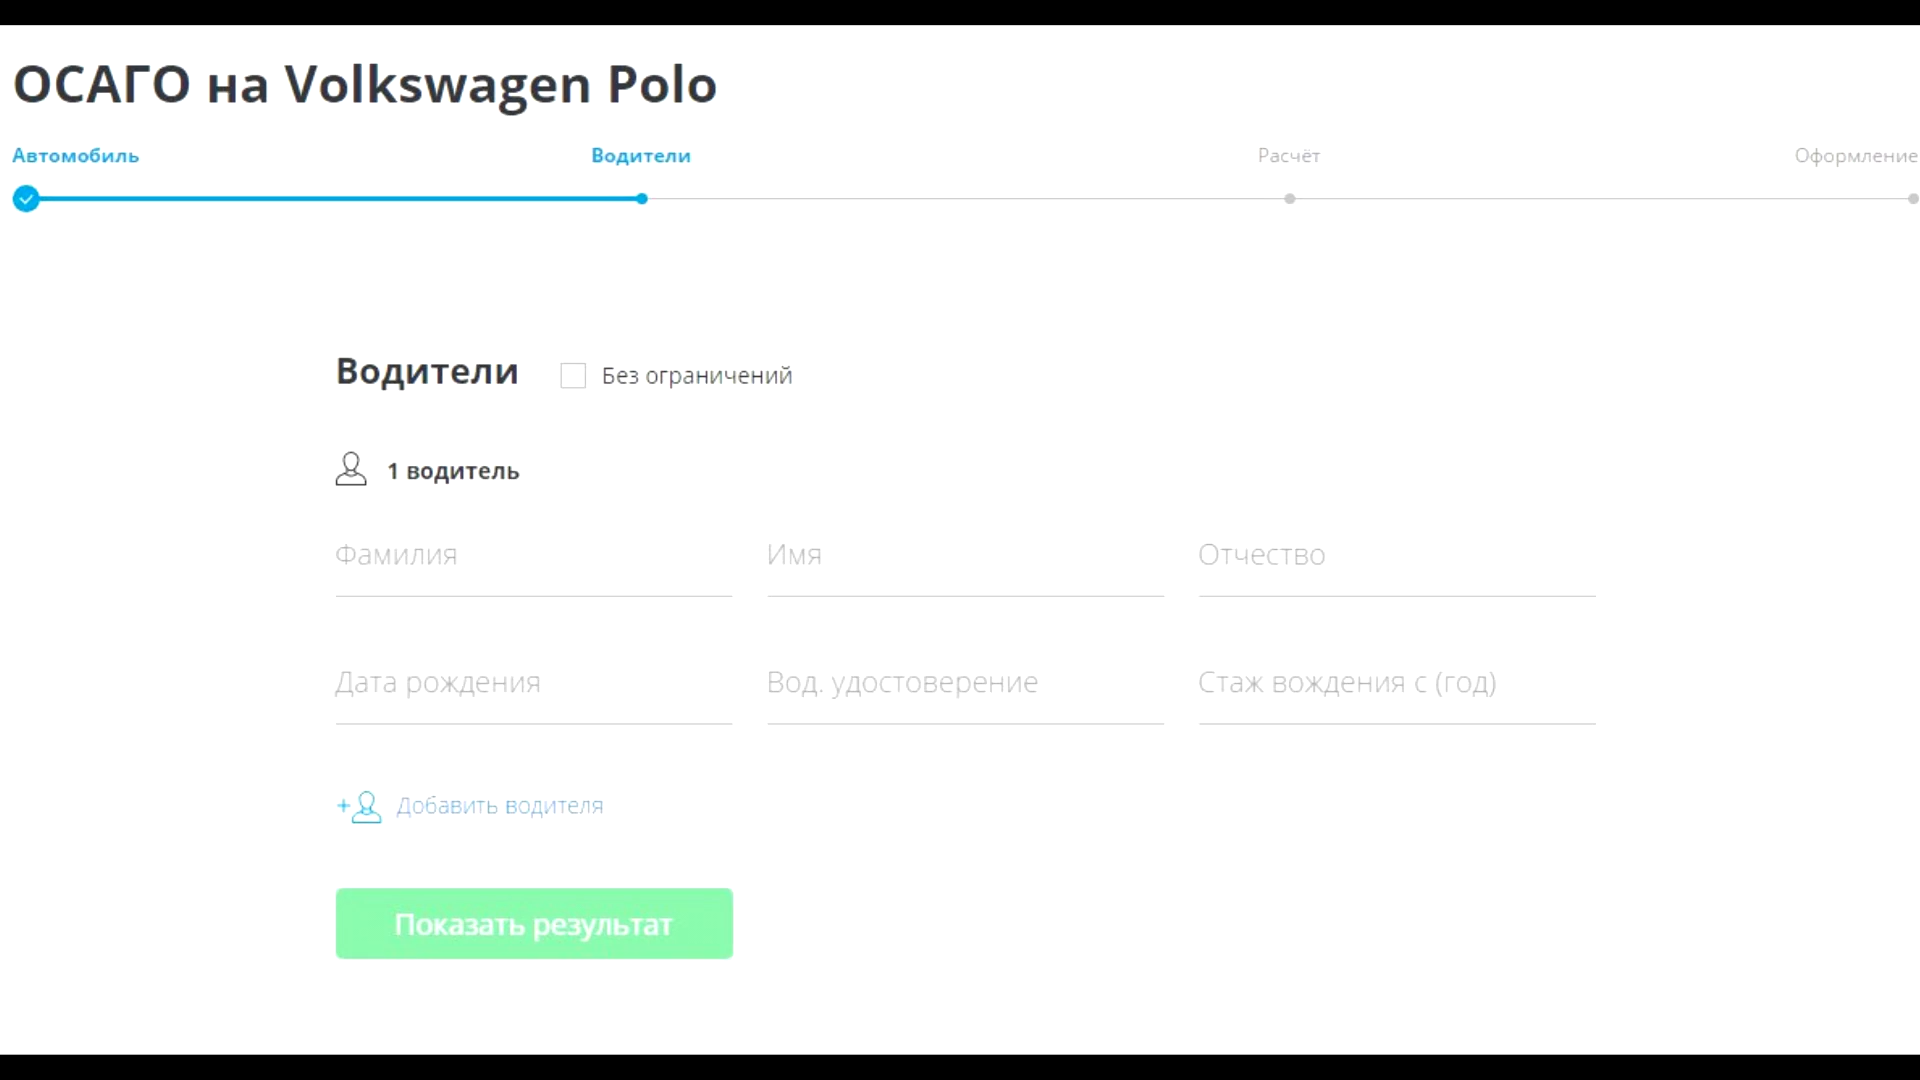 ОСАГО на Volkswagen Polo
Автомобиль Водители Расчёт Оформление
Водители Без ограничений
1 водитель
Фамилия Имя Отчество
Дата рождения Вод. удостоверение Стаж вождения с (год)
+ Добавить водителя
Показать результат